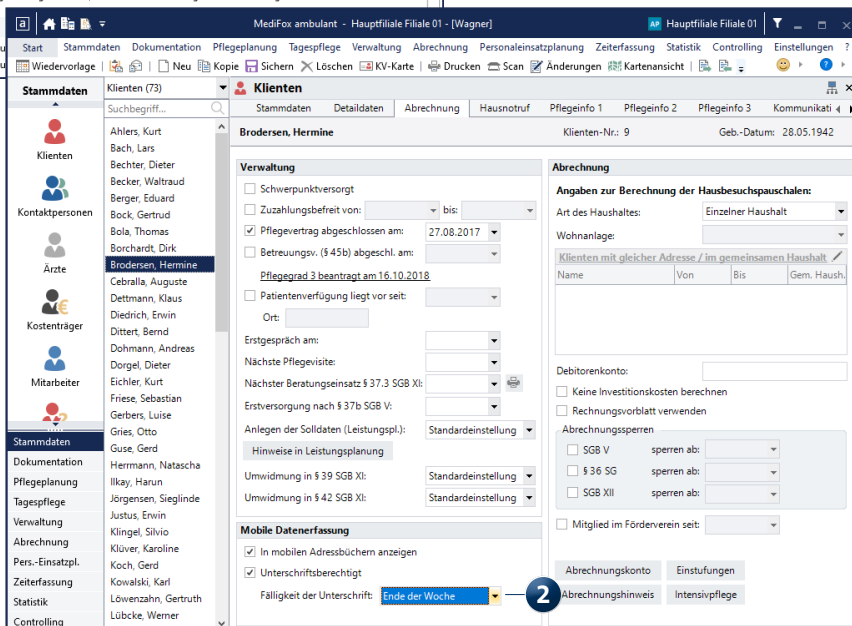 MediFox ambulant - Hauptfiliale Filiale 01 - [Wagner]
AP Hauptfiliale Filiale 01
Start Stammdaten Dokumentation Pflegeplanung Tagespflege Verwaltung Abrechnung Personaleinsatzplanung Zeiterfassung Statistik Controlling Einstellungen ?
Wiedervorlage Neu Kopie Sichern Löschen KV-Karte Drucken Scan Änderungen Kartenansicht
Stammdaten
Klienten
Kontaktpersonen
Ärzte
Kostenträger
Mitarbeiter
Stammdaten
Dokumentation
Pflegeplanung
Tagespflege
Verwaltung
Abrechnung
Pers.-Einsatzpl.
Zeiterfassung
Statistik
Controlling
Klienten (73)
Suchbegriff...
Ahlers, Kurt
Bach, Lars
Bechter, Dieter
Becker, Waltraud
Berger, Eduard
Bock, Gertrud
Bola, Thomas
Borchardt, Dirk
Brodersen, Hermine
Cebralla, Auguste
Dettmann, Klaus
Diedrich, Erwin
Dittert, Bernd
Dohmann, Andreas
Dorgel, Dieter
Eichler, Kurt
Friese, Sebastian
Gerbers, Luise
Gries, Otto
Guse, Gerd
Herrmann, Natascha
Ilkay, Harun
Jörgensen, Sieglinde
Justus, Erwin
Klingel, Silvio
Klüver, Karoline
Koch, Gerd
Kowalski, Karl
Löwenzahn, Gertruth
Lübcke, Werner
Klienten
Stammdaten Detaildaten Abrechnung Hausnotruf Pflegeinfo 1 Pflegeinfo 2 Pflegeinfo 3 Kommunikati
Brodersen, Hermine Klienten-Nr.: 9 Geb.-Datum: 28.05.1942
Verwaltung
Schwerpunktversorgt
Zuzahlungsbefreit von: bis:
Pflegevertrag abgeschlossen am: 27.08.2017
Betreuungsv. (§ 45b) abgeschl. am:
Pflegegrad 3 beantragt am 16.10.2018
Patientenverfügung liegt vor seit:
Ort:
Erstgespräch am:
Nächste Pflegevisite:
Nächster Beratungseinsatz § 37.3 SGB XI:
Erstversorgung nach § 37b SGB V:
Anlegen der Solldaten (Leistungspl.): Standardeinstellung
Hinweise in Leistungsplanung
Umwidmung in § 39 SGB XI: Standardeinstellung
Umwidmung in § 42 SGB XI: Standardeinstellung
Mobile Datenerfassung
In mobilen Adressbüchern anzeigen
Unterschriftsberechtigt
Fälligkeit der Unterschrift: Ende der Woche
2
Abrechnung
Angaben zur Berechnung der Hausbesuchspauschalen:
Art des Haushaltes: Einzelner Haushalt
Wohnanlage:
Klienten mit gleicher Adresse / im gemeinsamen Haushalt
Name Von Bis Gem. Haush.
Debitorenkonto:
Keine Investitionskosten berechnen
Rechnungsvorblatt verwenden
Abrechnungssperren
SGB V sperren ab:
§ 36 SG sperren ab:
SGB XII sperren ab:
Mitglied im Förderverein seit:
Abrechnungskonto Einstufungen
Abrechnungshinweis Intensivpflege